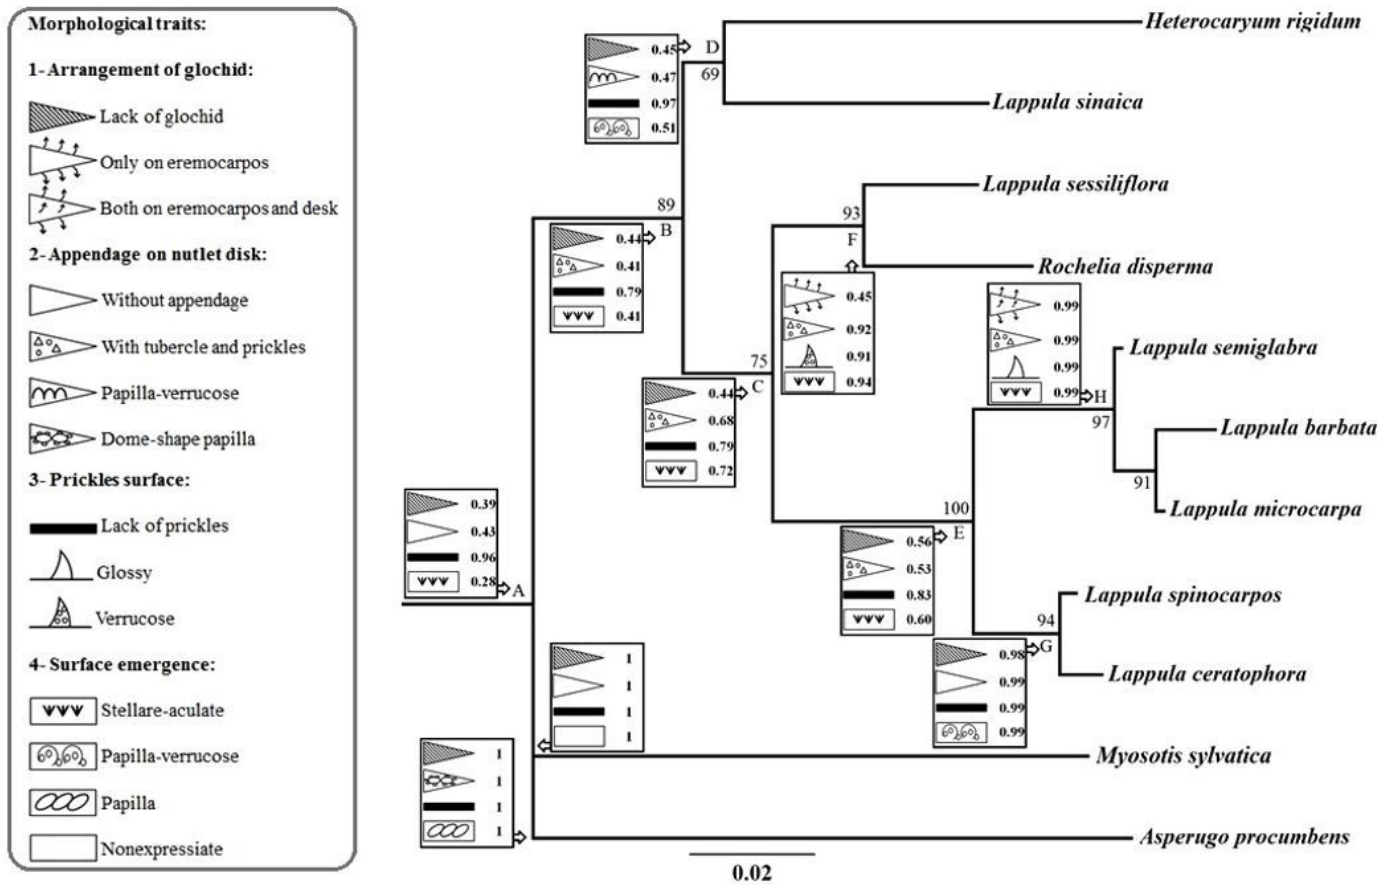 Morphological traits:
1- Arrangement of glochid:
Lack of glochid
Only on eremocarpos
Both on eremocarpos and desk
2- Appendage on nutlet disk:
Without appendage
With tubercle and prickles
Papilla-verrucose
Dome-shape papilla
3- Prickles surface:
Lack of prickles
Glossy
Verrucose
4- Surface emergence:
Stellare-aculate
Papilla-verrucose
Papilla
Nonexpressiate
Heterocaryum rigidum
Lappula sinaica
Lappula sessiliflora
Rochelia disperma
Lappula semiglabra
Lappula barbata
Lappula microcarpa
Lappula spinocarpos
Lappula ceratophora
Myosotis sylvatica
Asperugo procumbens
0.45
0.47
0.97
0.51
D
69
89
B
0.44
0.41
0.79
0.41
93
F
0.45
0.92
0.91
0.94
75
C
0.44
0.68
0.79
0.72
0.99
0.99
0.99
0.99
H
97
91
100
E
0.56
0.53
0.83
0.60
94
G
0.98
0.99
0.99
0.99
0.39
0.43
0.96
0.28
A
1
1
1
1
1
1
1
1
0.02